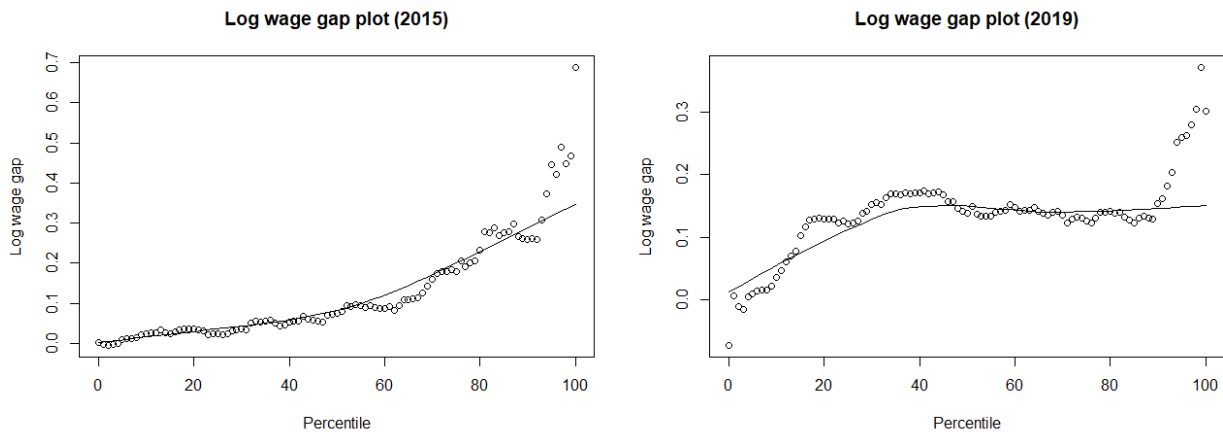 Log wage gap plot (2015)
Log wage gap
0.0 0.1 0.2 0.3 0.4 0.5 0.6 0.7
0 20 40 60 80 100
Percentile
Log wage gap plot (2019)
Log wage gap
0.0 0.1 0.2 0.3
0 20 40 60 80 100
Percentile